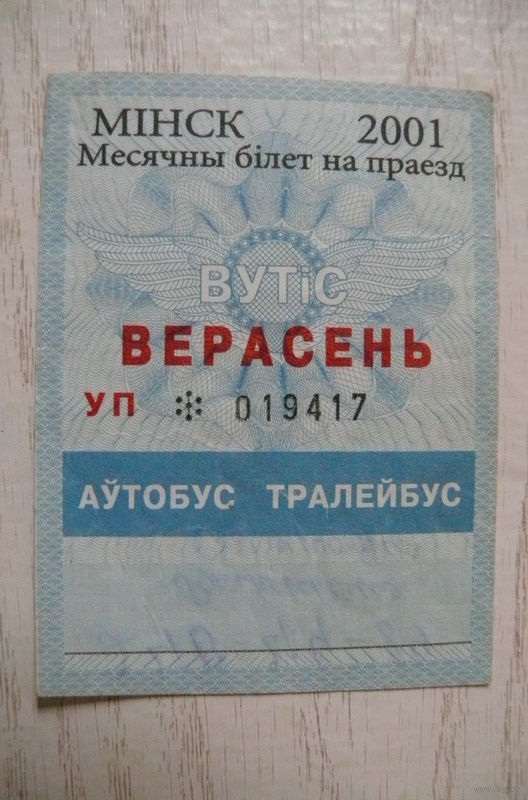 МІНСК 2001
Месячны білет на праезд
ВУТіС
ВЕРАСЕНЬ
УП 019417
АЎТОБУС ТРАЛЕЙБУС